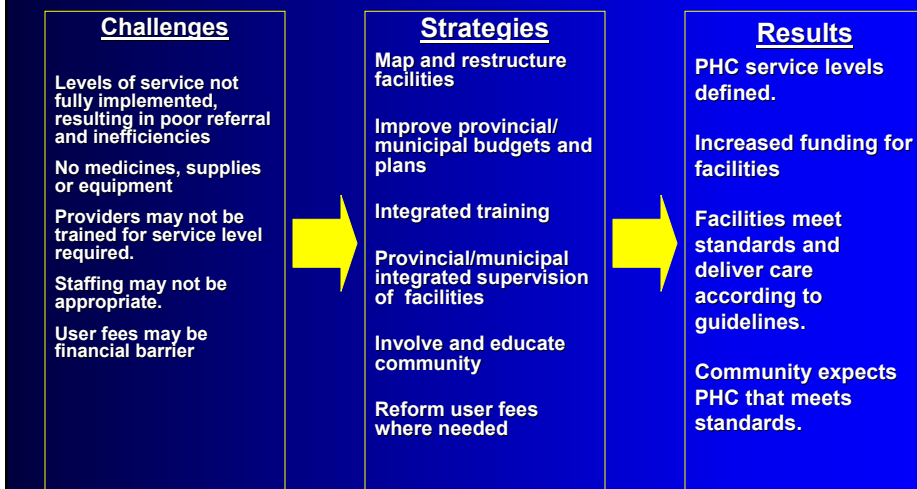 Challenges
Levels of service not
fully implemented,
resulting in poor referral
and inefficiencies
No medicines, supplies
or equipment
Providers may not be
trained for service level
required.
Staffing may not be
appropriate.
User fees may be
financial barrier
Strategies
Map and restructure
facilities
Improve provincial/
municipal budgets and
plans
Integrated training
Provincial/municipal
integrated supervision
of facilities
Involve and educate
community
Reform user fees
where needed
Results
PHC service levels
defined.
Increased funding for
facilities
Facilities meet
standards and
deliver care
according to
guidelines.
Community expects
PHC that meets
standards.